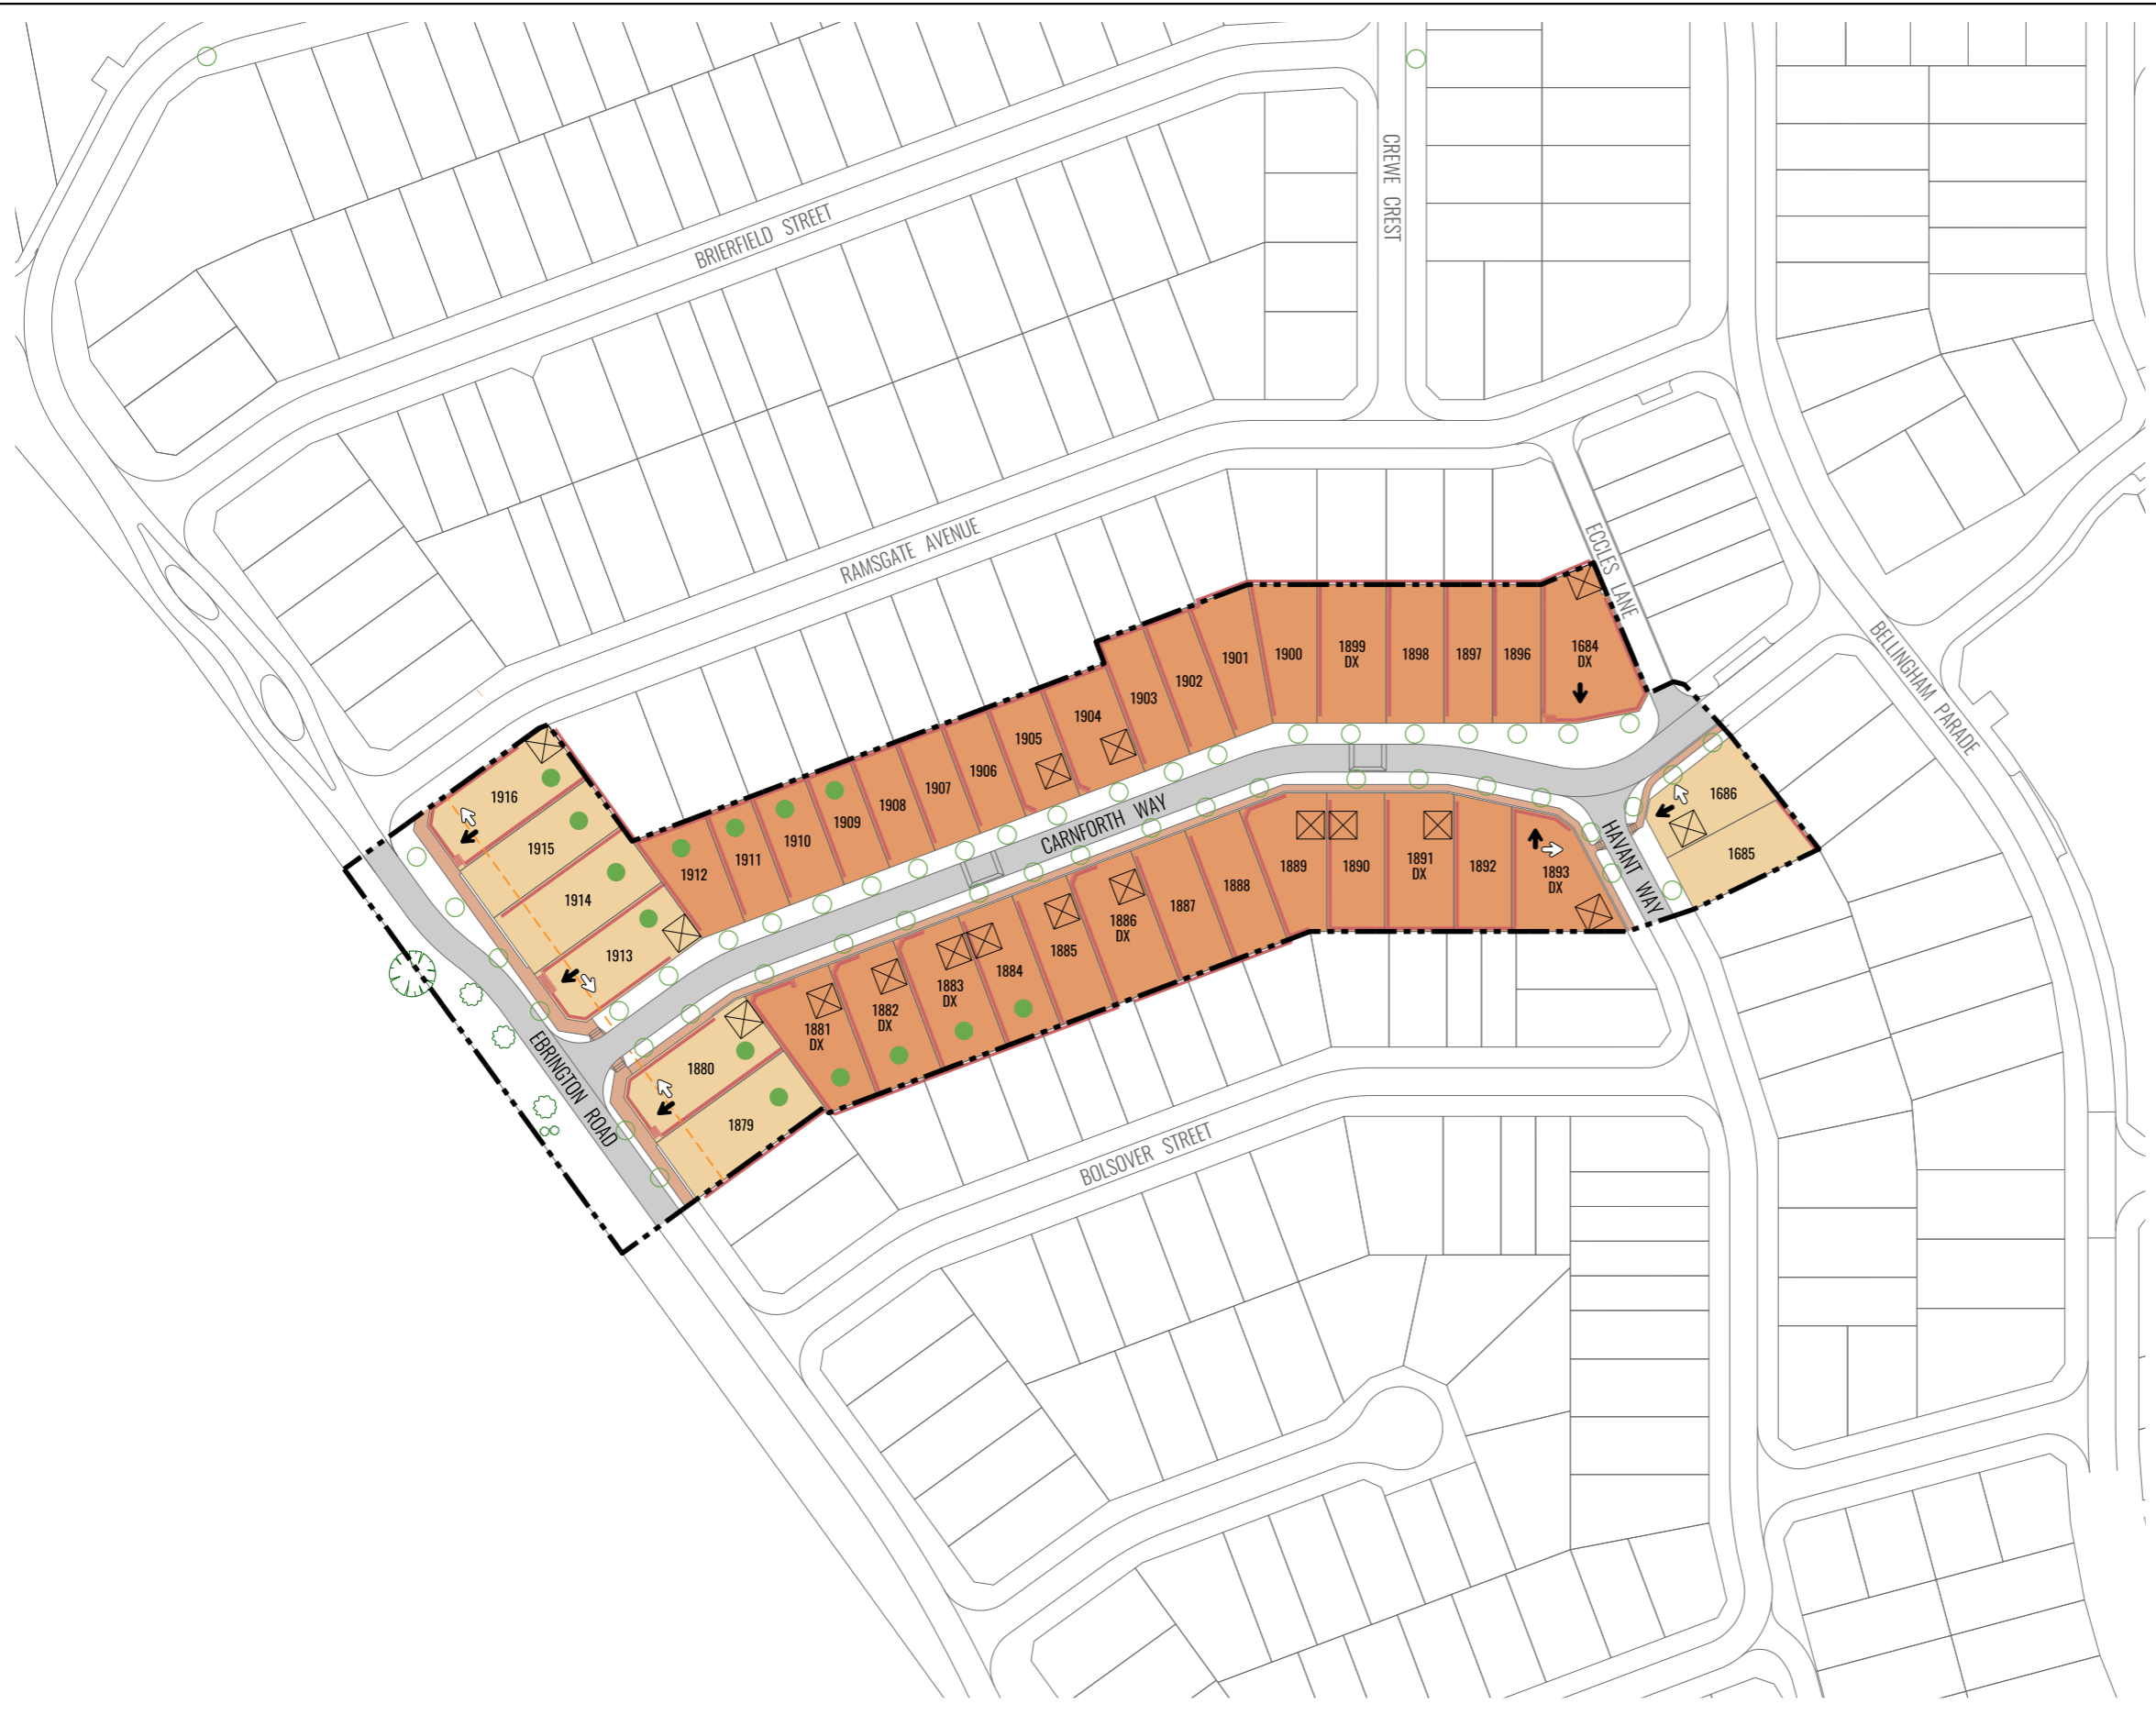 CREWE CREST
BRIERFIELD STREET
RAMSGATE AVENUE
ECCLES LANE
BELLINGHAM PARADE
1901
1900
1899
DX
1898
1897
1896
1684
DX
1902
1903
1904
1905
1906
1907
1908
1909
1910
1911
1912
1916
1915
1914
1913
CARNFORTH WAY
HAVANT WAY
1686
1685
1893
DX
1892
1891
DX
1890
1889
1888
1887
1886
DX
1885
1884
1883
DX
1882
DX
1881
DX
1880
1879
EBRINGTON ROAD
BOLSOVER STREET